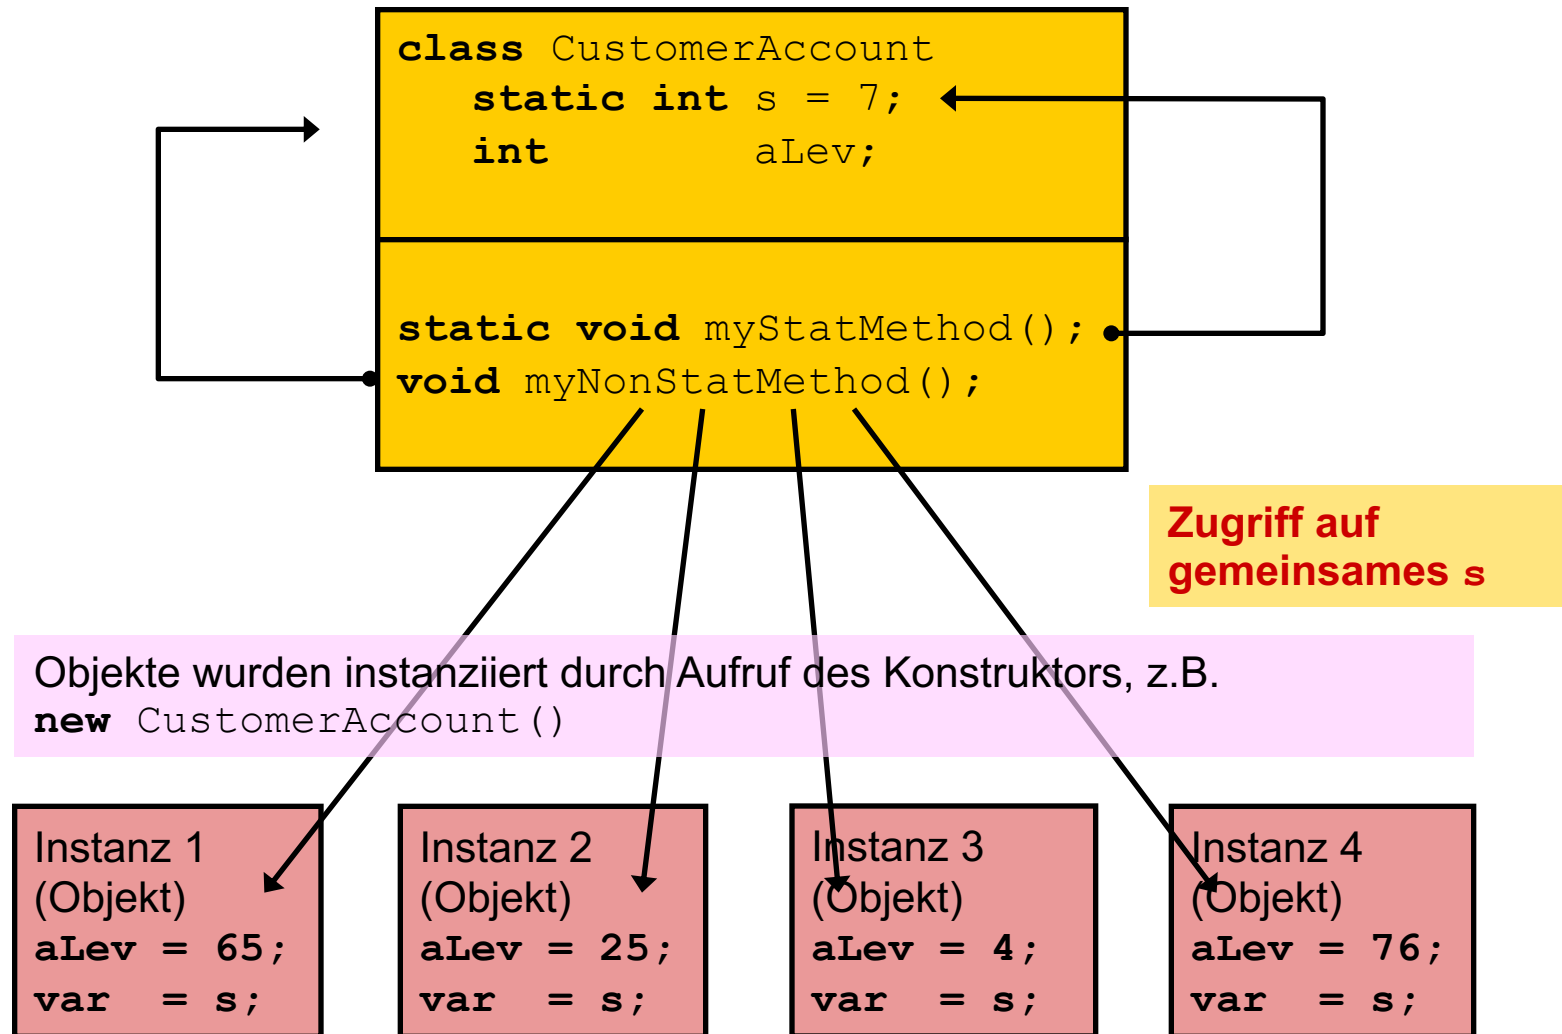 class CustomerAccount
static int s = 7;
int aLev;
static void myStatMethod();
void myNonStatMethod();
Zugriff auf
gemeinsames s
Objekte wurden instanziiert durch Aufruf des Konstruktors, z.B.
new CustomerAccount()
Instanz 1
(Objekt)
aLev = 65;
var = s;
Instanz 2
(Objekt)
aLev = 25;
var = s;
Instanz 3
(Objekt)
aLev = 4;
var = s;
Instanz 4
(Objekt)
aLev = 76;
var = s;